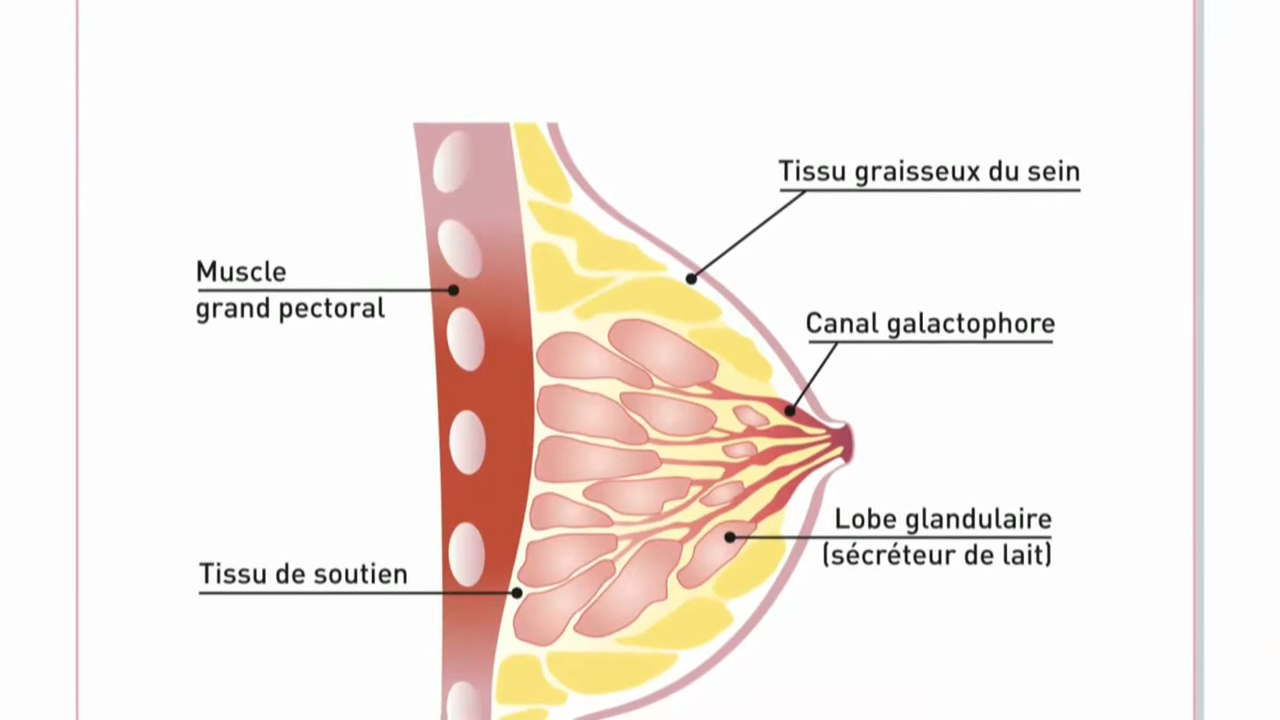 Tissu graisseux du sein
Muscle
grand pectoral
Canal galactophore
Lobe glandulaire
(sécréteur de lait)
Tissu de soutien